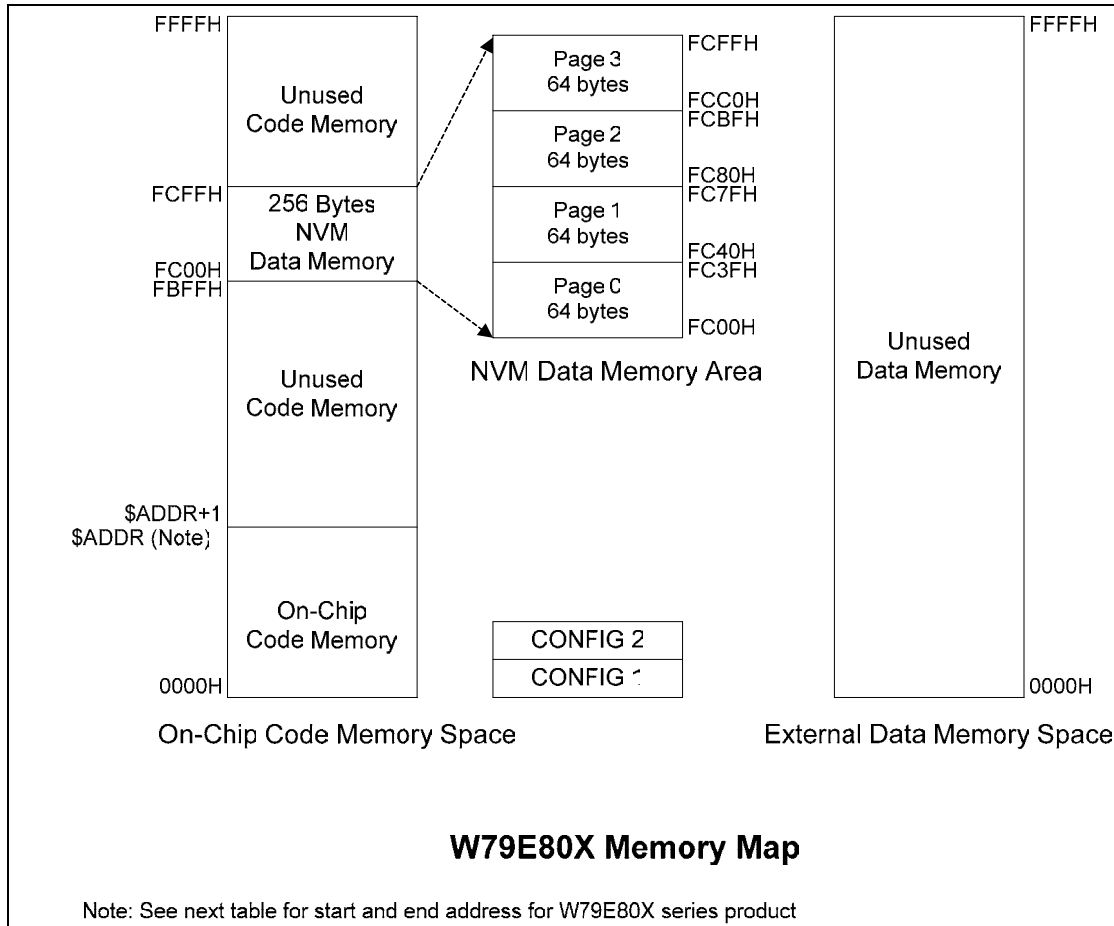 FFFFH
Unused
Code Memory
FCFFH
256 Bytes
NVM
Data Memory
FC00H
FBFFH
Unused
Code Memory
$ADDR+1
$ADDR (Note)
On-Chip
Code Memory
0000H
On-Chip Code Memory Space
Page 3
64 bytes
FCFFH
FCC0H
Page 2
64 bytes
FCBFH
FC80H
Page 1
64 bytes
FC7FH
FC40H
Page 0
64 bytes
FC3FH
FC00H
NVM Data Memory Area
CONFIG 2
CONFIG 1
FFFFH
Unused
Data Memory
0000H
External Data Memory Space
W79E80X Memory Map
Note: See next table for start and end address for W79E80X series product